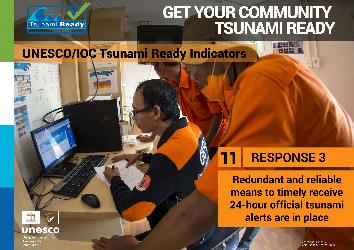 GET YOUR COMMUNITY
TSUNAMI READY
Tsunami Ready
UNESCO/IOC Tsunami Ready Indicators
11 RESPONSE 3
Redundant and reliable
means to timely receive
24-hour official tsunami
alerts are in place
unesco